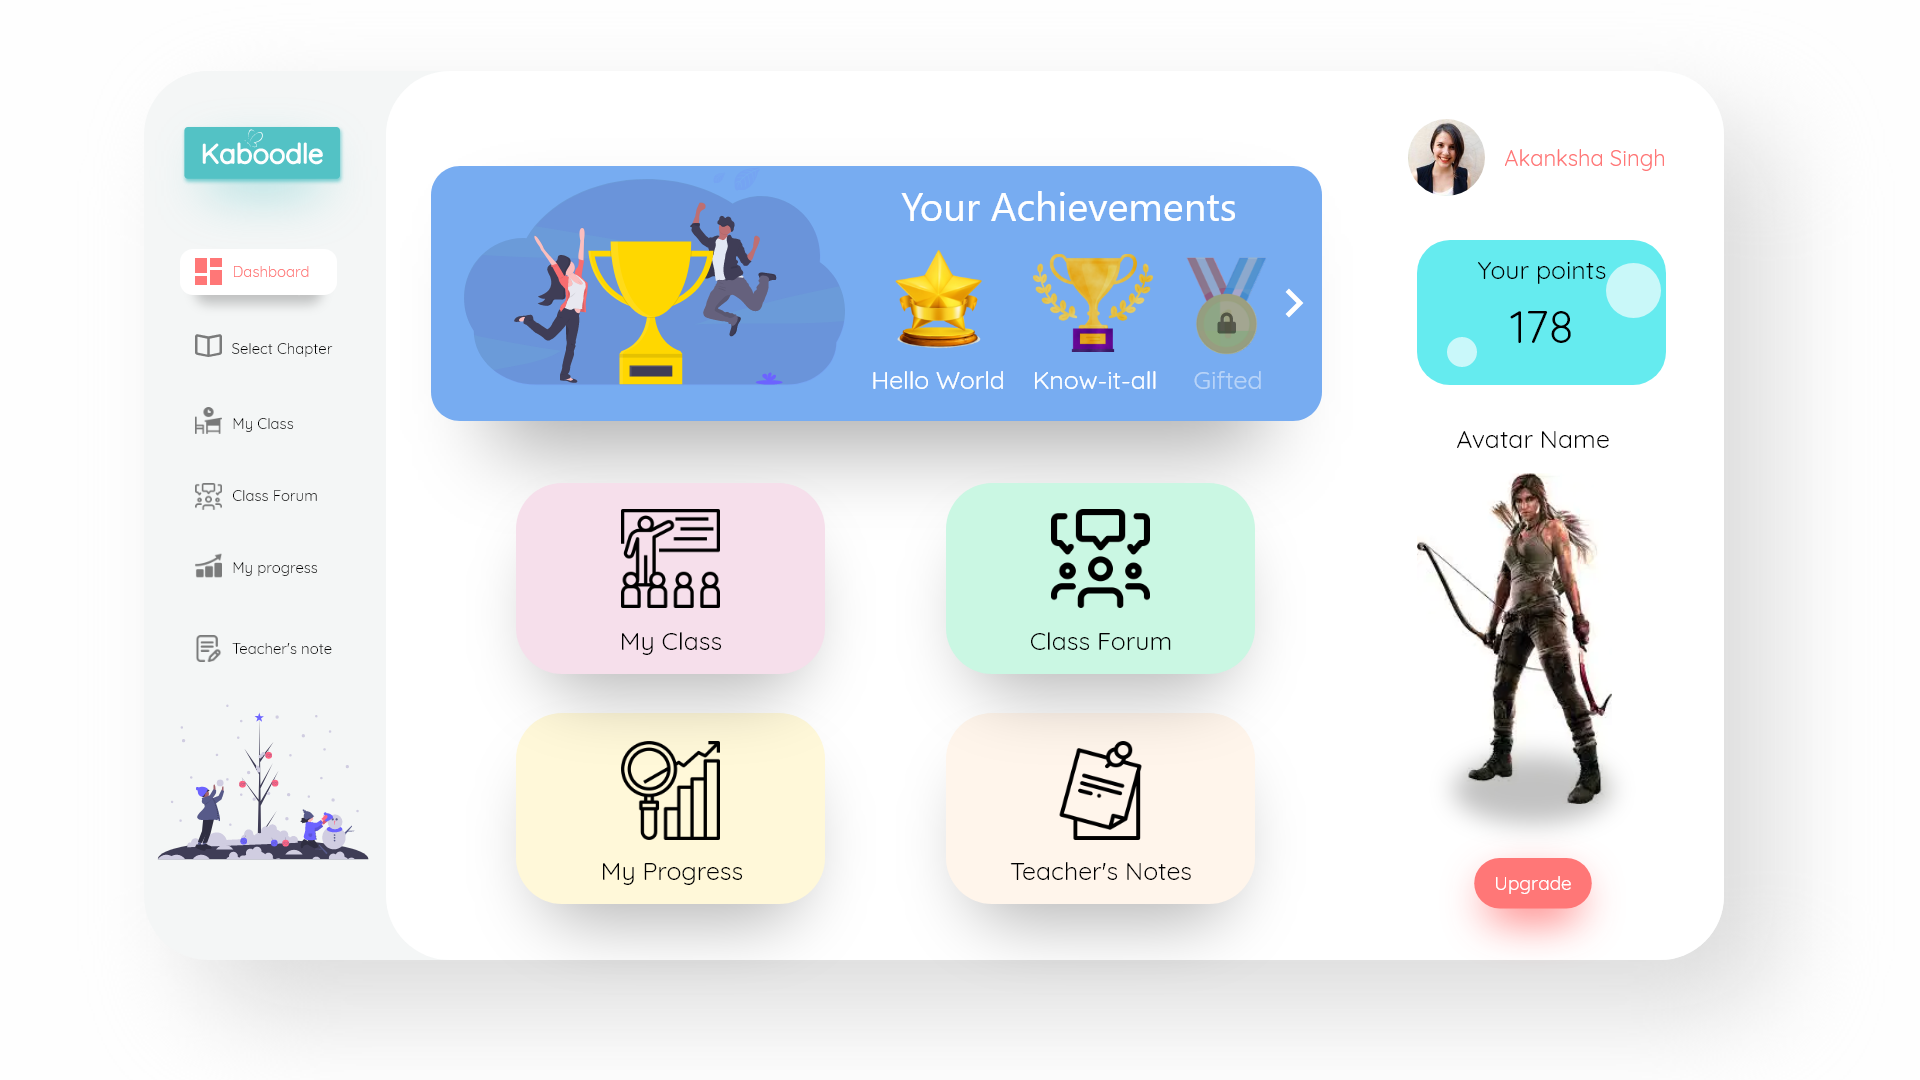 Kaboodle
Dashboard
Select Chapter
My Class
Class Forum
My progress
Teacher's note
Your Achievements
Hello World
Know-it-all
Gifted
My Class
Class Forum
My Progress
Teacher's Notes
Akanksha Singh
Your points
178
Avatar Name
Upgrade